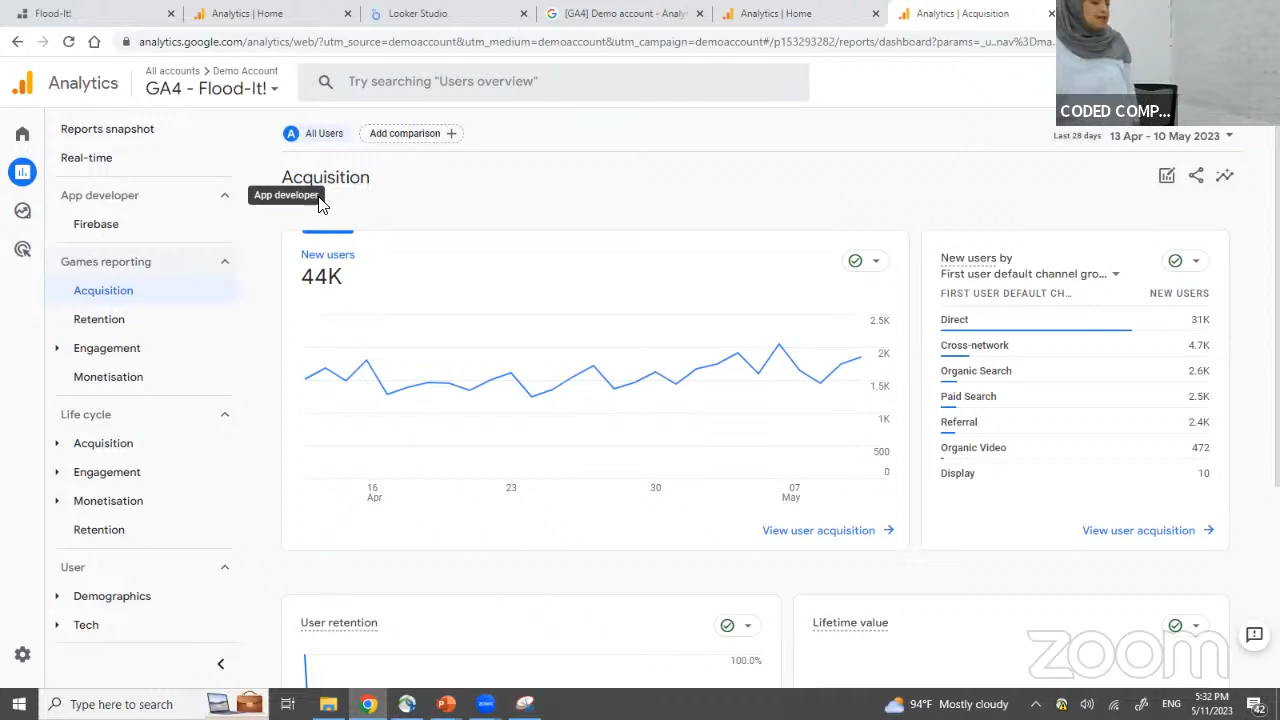 Flood-It!
Analytics | Home
Looker Studio
[GA4] Demo account - Analy
Analytics | Home
Analytics | Acquisition
analytics.google.com/analytics/web/?utm_source=demoaccount&utm_medium=demoaccount&utm_campaign=demoaccount#/p153293282/reports/dashboard?params=_u..nav%3Dma...
Analytics
All accounts > Demo Account
GA4 - Flood-It!
Try searching "Users overview"
CODED COMP...
Reports snapshot
Real-time
App developer
Firebase
Games reporting
Acquisition
Retention
Engagement
Monetisation
Life cycle
Acquisition
Engagement
Monetisation
Retention
User
Demographics
Tech
A All Users
Add comparison +
Last 28 days 13 Apr - 10 May 2023
Acquisition
App developer
New users
44K
2.5K
2K
1.5K
1K
500
0
16 Apr
23
30
07 May
View user acquisition
New users by
First user default channel gro...
FIRST USER DEFAULT CH... NEW USERS
Direct 31K
Cross-network 4.7K
Organic Search 2.6K
Paid Search 2.5K
Referral 2.4K
Organic Video 472
Display 10
View user acquisition
User retention
100.0%
Lifetime value
zoom
Type here to search
zoom
94°F Mostly cloudy
ENG
5:32 PM
5/11/2023
42